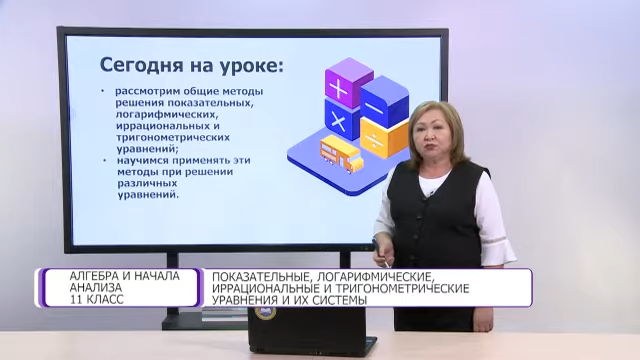 Сегодня на уроке:
• рассмотрим общие методы
решения показательных,
логарифмических,
иррациональных и
тригонометрических
уравнений;
• научимся применять эти
методы при решении
различных
уравнений.
АЛГЕБРА И НАЧАЛА
АНАЛИЗА
11 КЛАСС
ПОКАЗАТЕЛЬНЫЕ, ЛОГАРИФМИЧЕСКИЕ,
ИРРАЦИОНАЛЬНЫЕ И ТРИГОНОМЕТРИЧЕСКИЕ
УРАВНЕНИЯ И ИХ СИСТЕМЫ